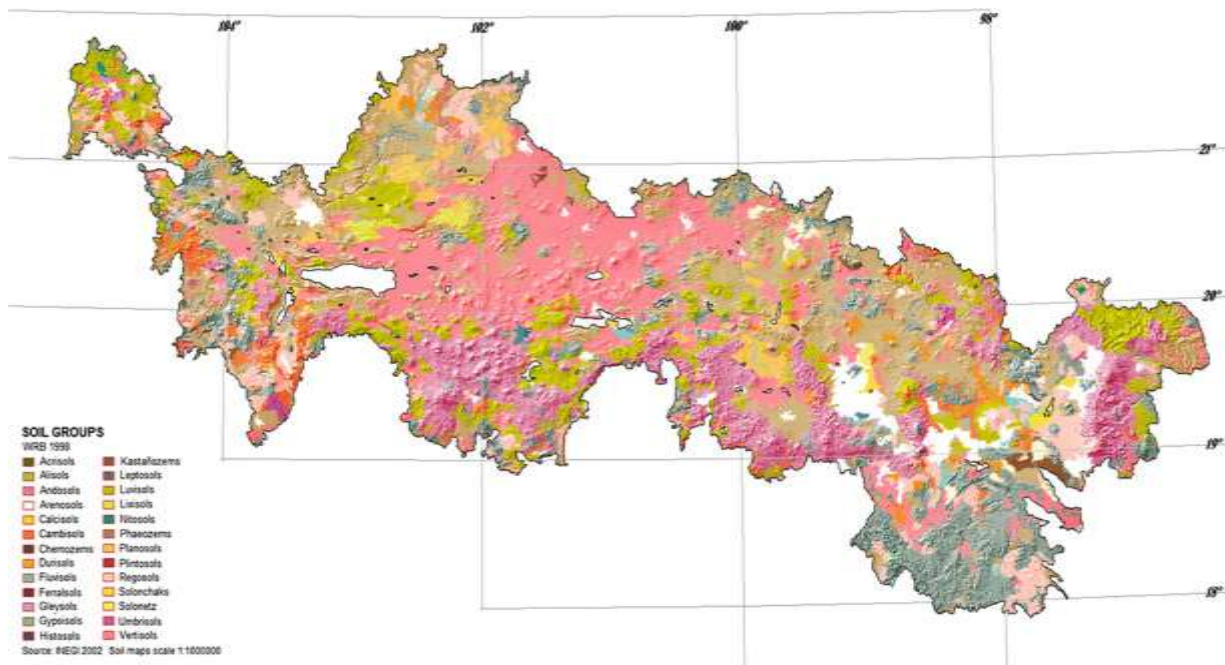 104°
102°
100°
98°
21°
20°
19°
18°
SOIL GROUPS
WRB 1998
Acrisols
Alisols
Andosols
Arenosols
Calcisols
Cambisols
Chernozems
Durisols
Fluvisols
Ferralsols
Gleysols
Gypsisols
Histosols
Kastañozems
Leptosols
Luvisols
Lixisols
Nitosols
Phaeozems
Planosols
Plintosols
Regosols
Solonchaks
Solonetz
Umbrisols
Vertisols
Source: INEGI 2002 Soil maps scale 1:1000000